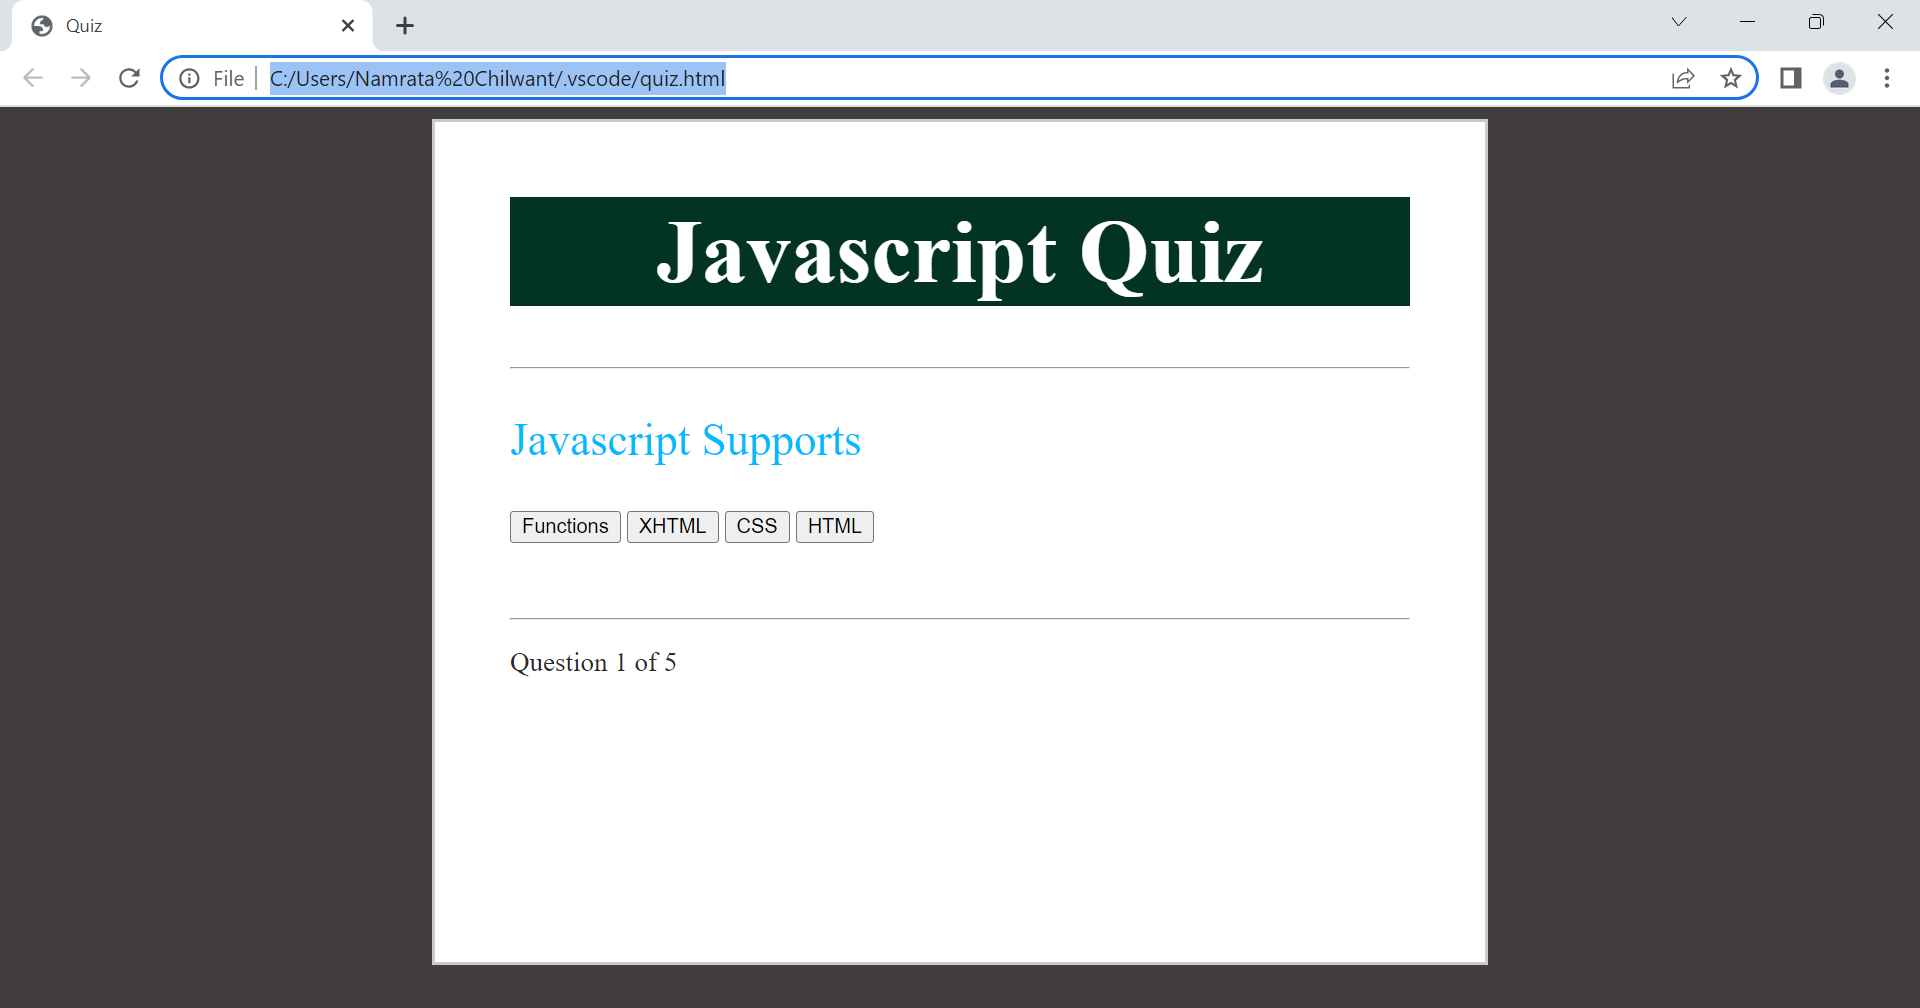 Quiz
File
C:/Users/Namrata%20Chilwant/.vscode/quiz.html
Javascript Quiz
Javascript Supports
Functions XHTML CSS HTML
Question 1 of 5